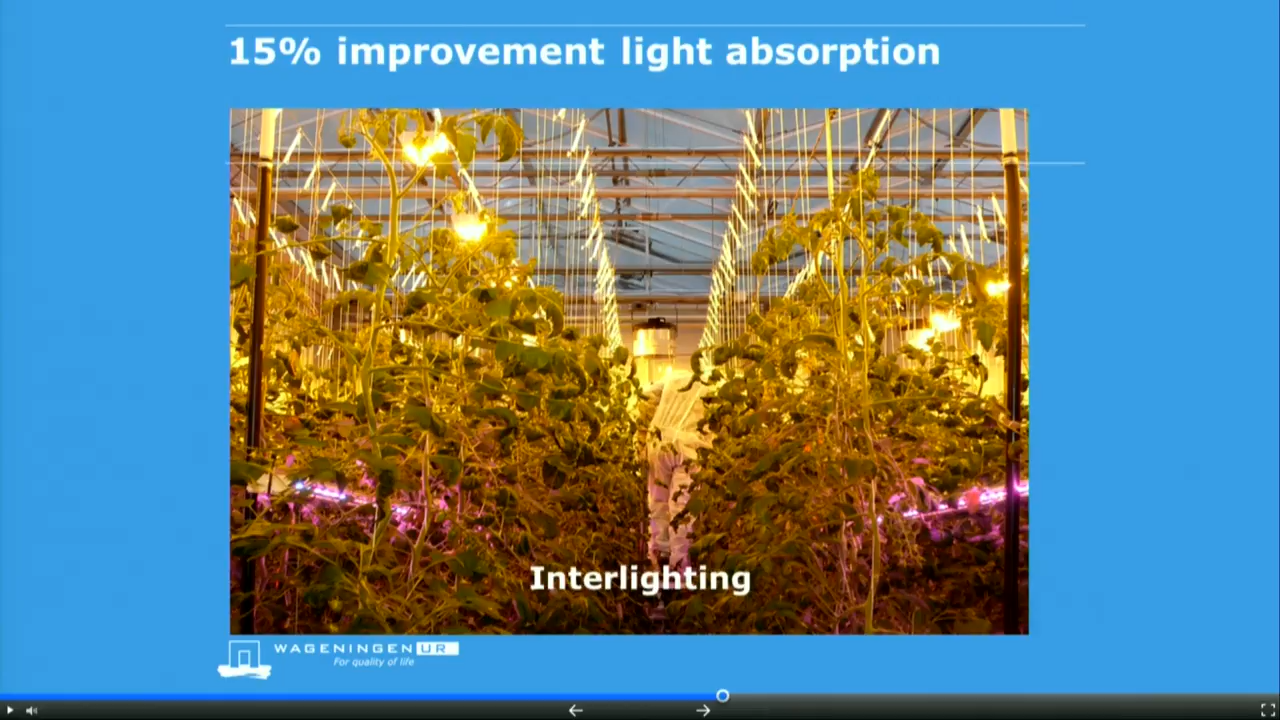 15% improvement light absorption
Interlighting
WAGENINGEN UR
For quality of life